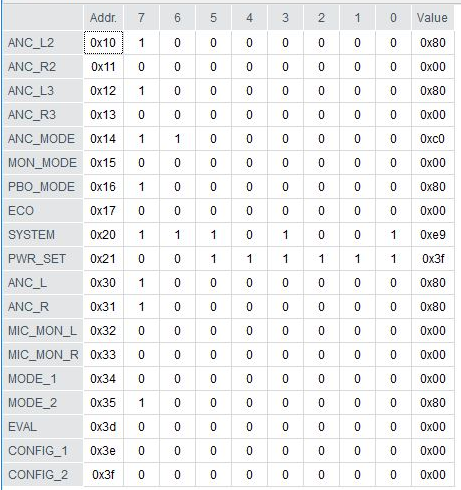 Addr. 7 6 5 4 3 2 1 0 Value
ANC_L2 0x10 1 0 0 0 0 0 0 0 0x80
ANC_R2 0x11 0 0 0 0 0 0 0 0 0x00
ANC_L3 0x12 1 0 0 0 0 0 0 0 0x80
ANC_R3 0x13 0 0 0 0 0 0 0 0 0x00
ANC_MODE 0x14 1 1 0 0 0 0 0 0 0xc0
MON_MODE 0x15 0 0 0 0 0 0 0 0 0x00
PBO_MODE 0x16 1 0 0 0 0 0 0 0 0x80
ECO 0x17 0 0 0 0 0 0 0 0 0x00
SYSTEM 0x20 1 1 1 0 1 0 0 1 0xe9
PWR_SET 0x21 0 0 1 1 1 1 1 1 0x3f
ANC_L 0x30 1 0 0 0 0 0 0 0 0x80
ANC_R 0x31 1 0 0 0 0 0 0 0 0x80
MIC_MON_L 0x32 0 0 0 0 0 0 0 0 0x00
MIC_MON_R 0x33 0 0 0 0 0 0 0 0 0x00
MODE_1 0x34 0 0 0 0 0 0 0 0 0x00
MODE_2 0x35 1 0 0 0 0 0 0 0 0x80
EVAL 0x3d 0 0 0 0 0 0 0 0 0x00
CONFIG_1 0x3e 0 0 0 0 0 0 0 0 0x00
CONFIG_2 0x3f 0 0 0 0 0 0 0 0 0x00